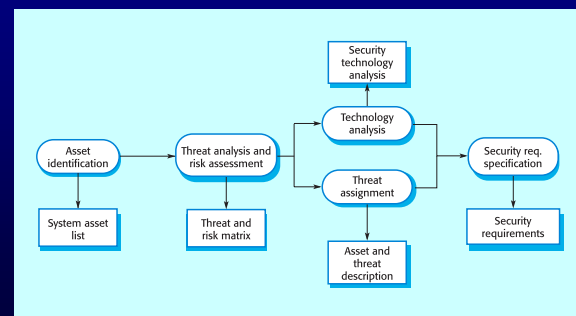 Security
technology
analysis
Technology
analysis
Asset
identification
Threat analysis and
risk assessment
Security req.
specification
Threat
assignment
System asset
list
Threat and
risk matrix
Security
requirements
Asset and
threat
description